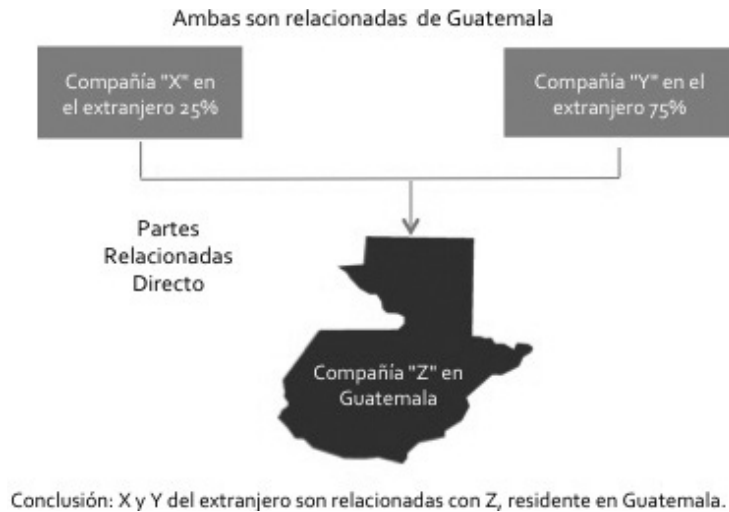 Ambas son relacionadas de Guatemala
Compañía "X" en
el extranjero 25%
Compañía "Y" en el
extranjero 75%
Partes
Relacionadas
Directo
Compañía "Z" en
Guatemala
Conclusión: X y Y del extranjero son relacionadas con Z, residente en Guatemala.